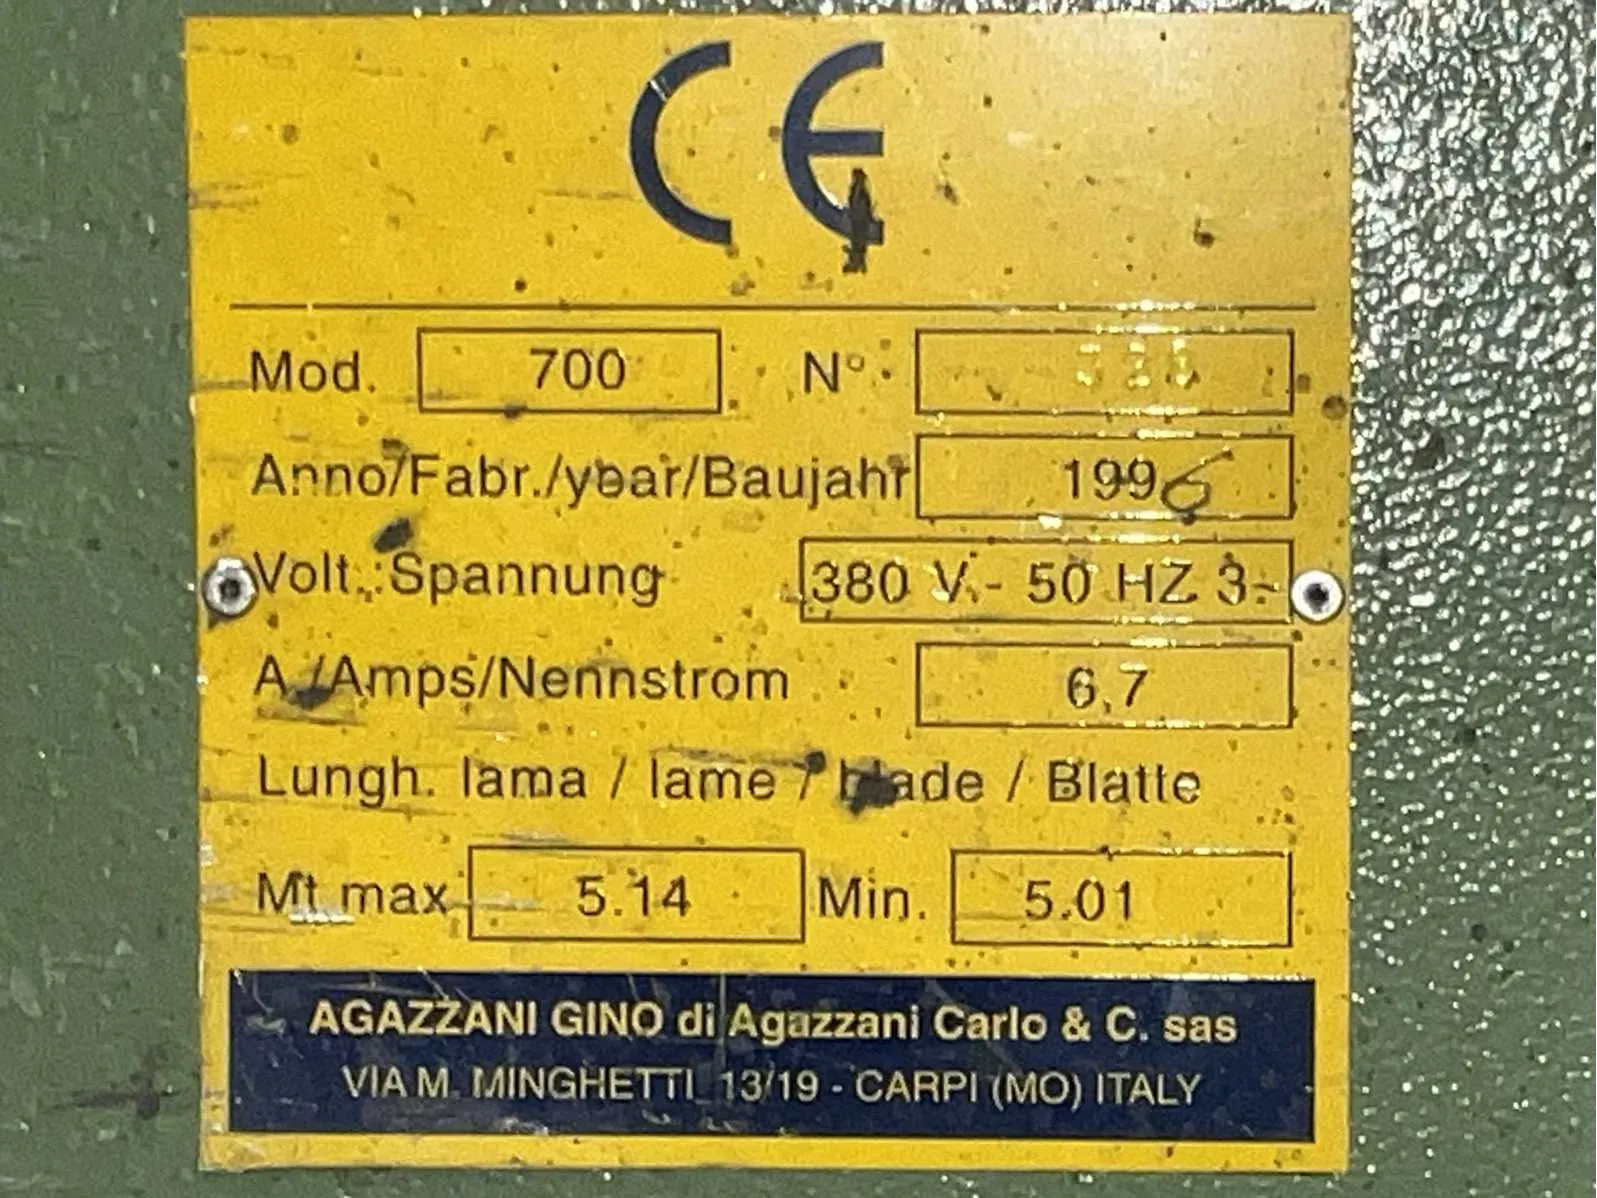 CE
Mod. 700 N°
Anno/Fabr./year/Baujahr 1996
Volt./Spannung 380 V - 50 HZ 3~
A./Amps/Nennstrom 6,7
Lungh. lama / lame / blade / Blatte
Mt max 5.14 Min. 5.01
AGAZZANI GINO di Agazzani Carlo & C. sas
VIA M. MINGHETTI 13/19 - CARPI (MO) ITALY